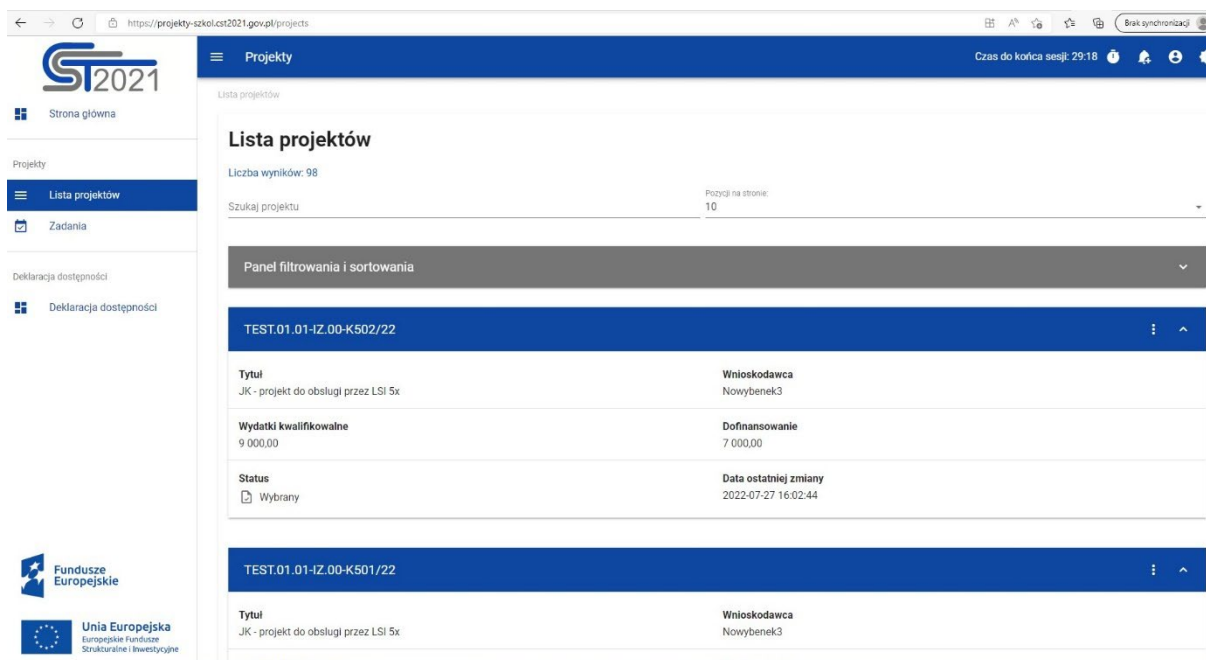 https://projekty-szkol.cst2021.gov.pl/projects
Brak synchronizacji
ST2021
Strona główna
Projekty
Lista projektów
Zadania
Deklaracja dostępności
Deklaracja dostępności
Fundusze
Europejskie
Unia Europejska
Europejskie Fundusze
Strukturalne i Inwestycyjne
Projekty
Czas do końca sesji: 29:18
Lista projektów
Lista projektów
Liczba wyników: 98
Szukaj projektu
Pozycji na stronie:
10
Panel filtrowania i sortowania
TEST.01.01-IZ.00-K502/22
Tytuł
JK - projekt do obslugi przez LSI 5x
Wnioskodawca
Nowybenek3
Wydatki kwalifikowalne
9 000,00
Dofinansowanie
7 000,00
Status
Wybrany
Data ostatniej zmiany
2022-07-27 16:02:44
TEST.01.01-IZ.00-K501/22
Tytuł
JK - projekt do obslugi przez LSI 5x
Wnioskodawca
Nowybenek3